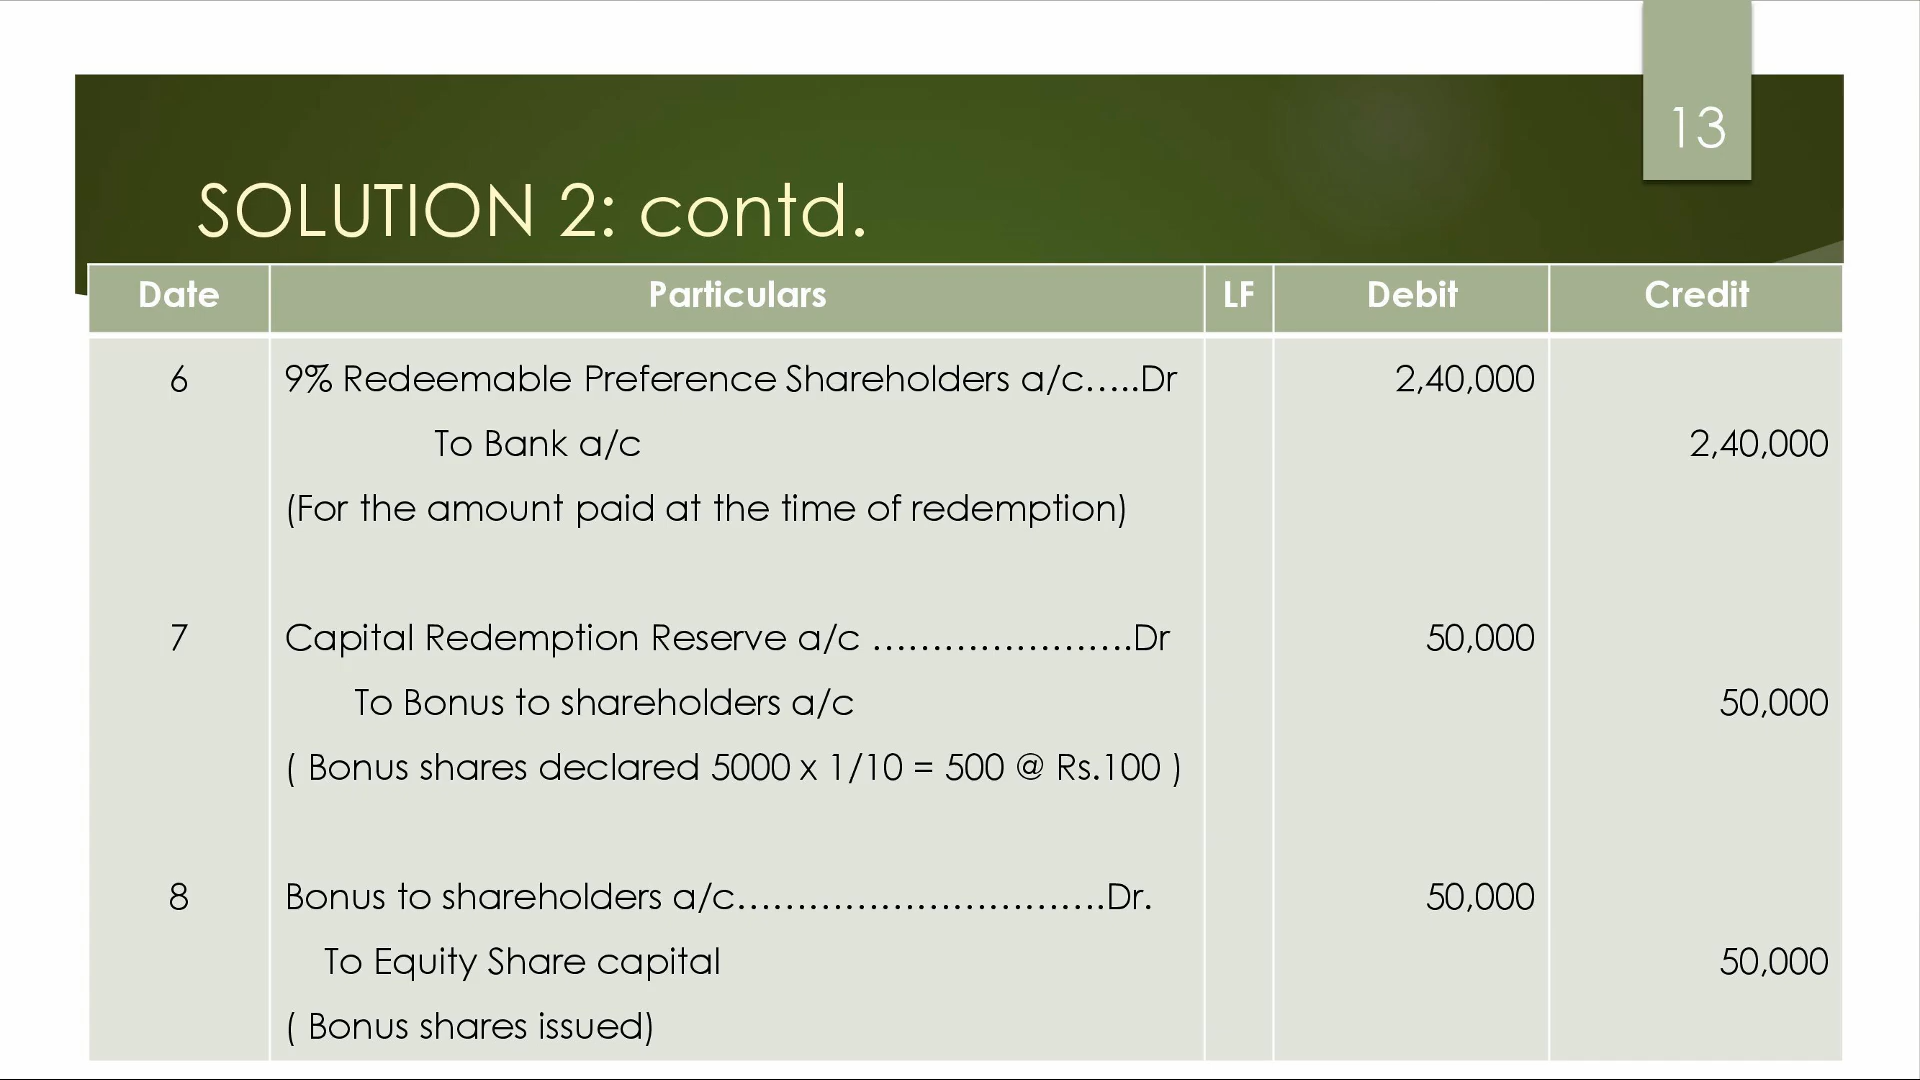 13
SOLUTION 2: contd.
Date Particulars LF Debit Credit
6 9% Redeemable Preference Shareholders a/c.....Dr 2,40,000
To Bank a/c 2,40,000
(For the amount paid at the time of redemption)
7 Capital Redemption Reserve a/c ......................Dr 50,000
To Bonus to shareholders a/c 50,000
( Bonus shares declared 5000 x 1/10 = 500 @ Rs.100 )
8 Bonus to shareholders a/c...............................Dr. 50,000
To Equity Share capital 50,000
( Bonus shares issued)